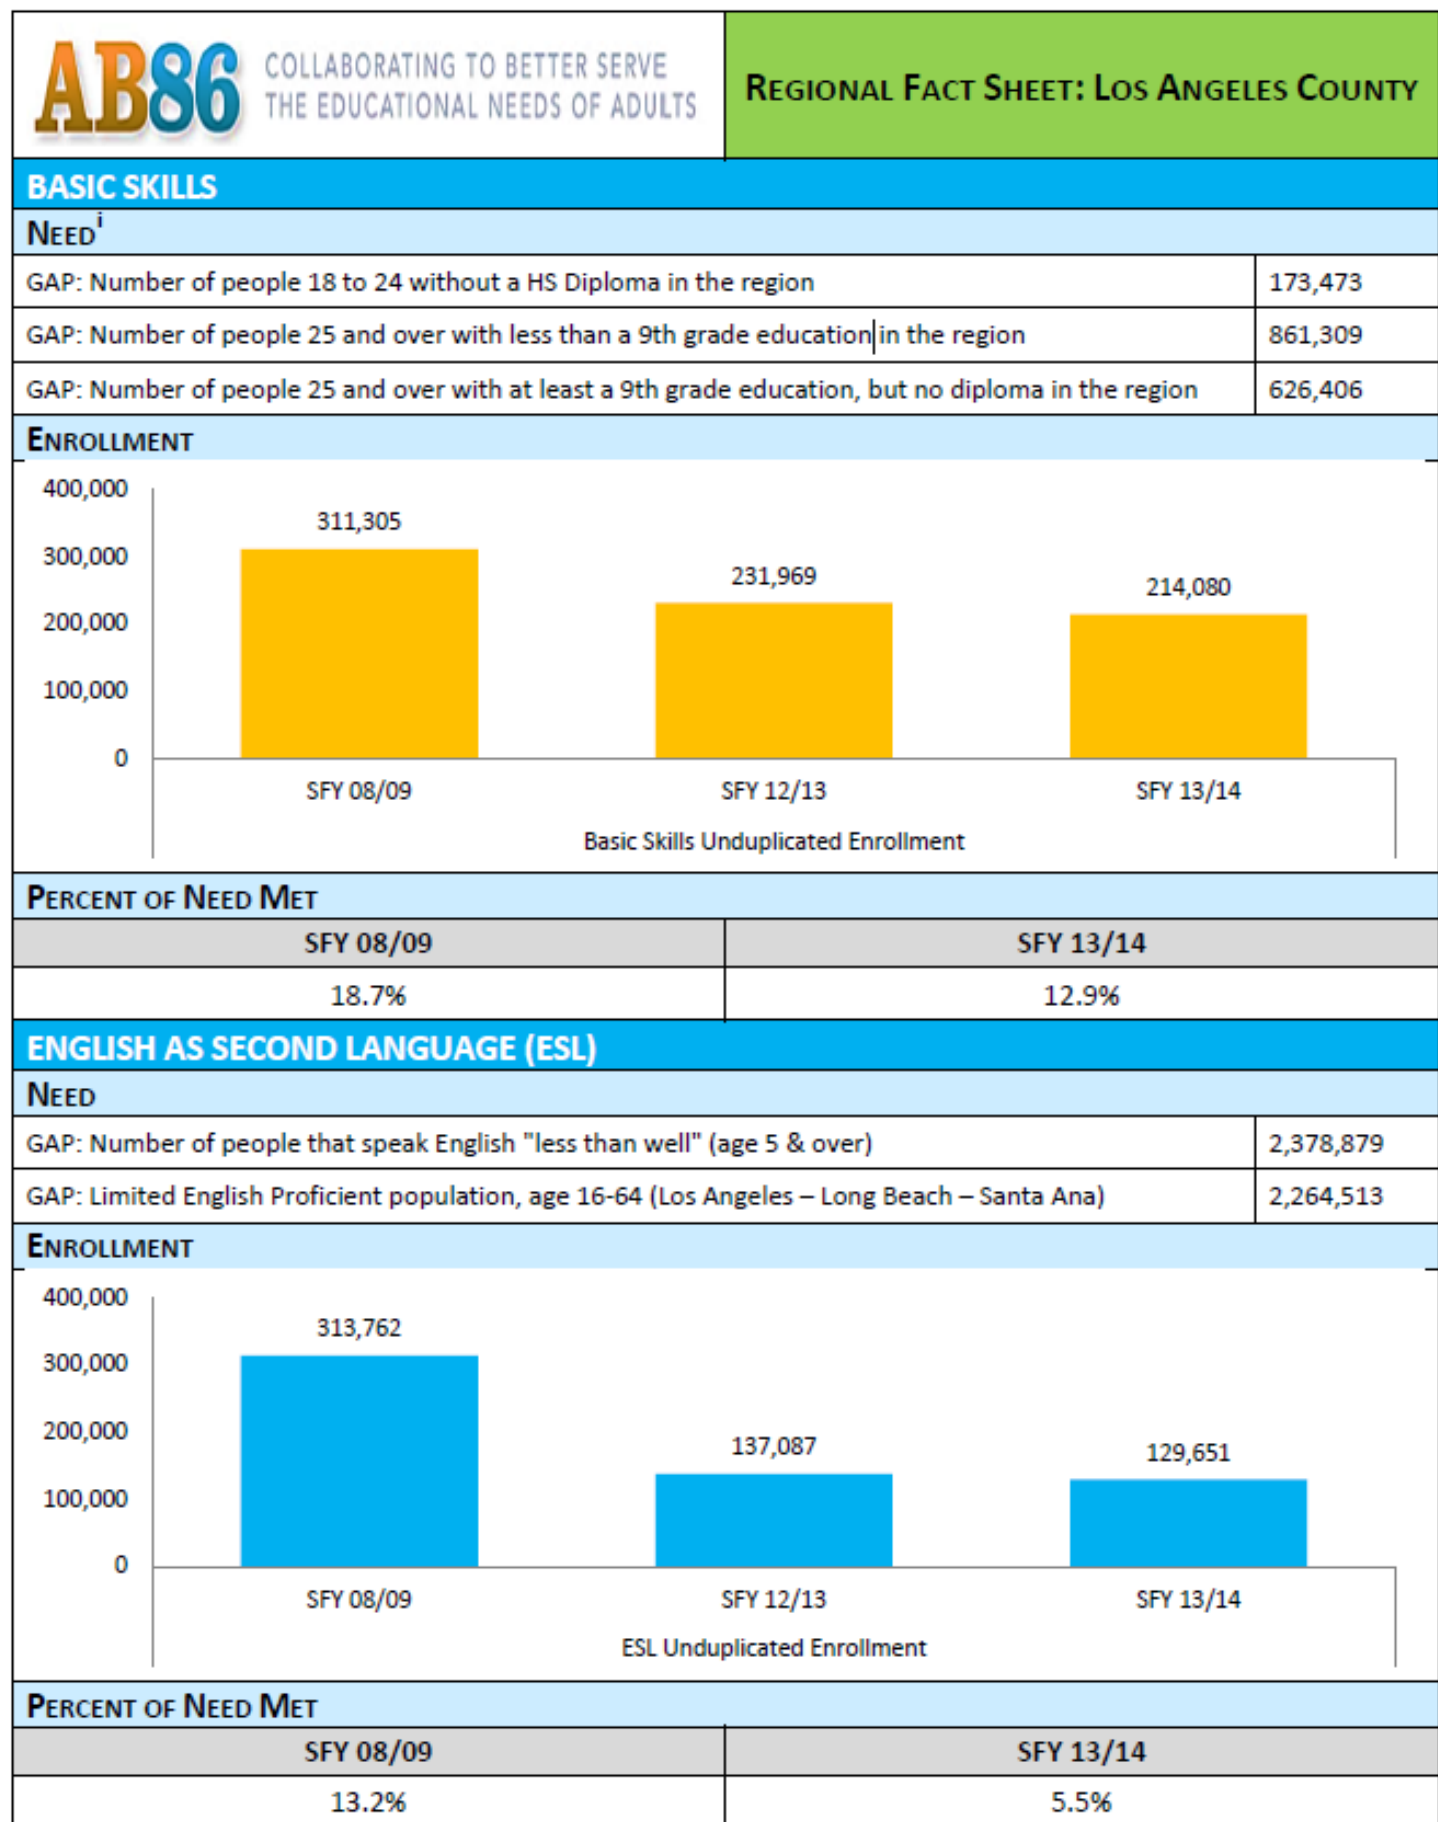 AB86 COLLABORATING TO BETTER SERVE
THE EDUCATIONAL NEEDS OF ADULTS
REGIONAL FACT SHEET: LOS ANGELES COUNTY
BASIC SKILLS
NEEDⁱ
GAP: Number of people 18 to 24 without a HS Diploma in the region 173,473
GAP: Number of people 25 and over with less than a 9th grade education in the region 861,309
GAP: Number of people 25 and over with at least a 9th grade education, but no diploma in the region 626,406
ENROLLMENT
400,000
300,000
200,000
100,000
0
311,305
231,969
214,080
SFY 08/09 SFY 12/13 SFY 13/14
Basic Skills Unduplicated Enrollment
PERCENT OF NEED MET
SFY 08/09 SFY 13/14
18.7% 12.9%
ENGLISH AS SECOND LANGUAGE (ESL)
NEED
GAP: Number of people that speak English "less than well" (age 5 & over) 2,378,879
GAP: Limited English Proficient population, age 16-64 (Los Angeles – Long Beach – Santa Ana) 2,264,513
ENROLLMENT
400,000
300,000
200,000
100,000
0
313,762
137,087
129,651
SFY 08/09 SFY 12/13 SFY 13/14
ESL Unduplicated Enrollment
PERCENT OF NEED MET
SFY 08/09 SFY 13/14
13.2% 5.5%